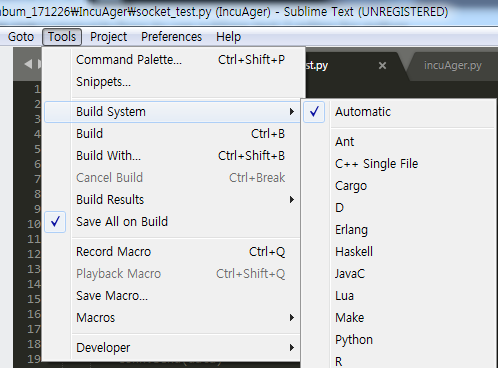 bum_171226₩IncuAger₩socket_test.py (IncuAger) - Sublime Text (UNREGISTERED)
Goto Tools Project Preferences Help
st.py × incuAger.py
Command Palette... Ctrl+Shift+P
Snippets...
Build System
Build Ctrl+B
Build With... Ctrl+Shift+B
Cancel Build Ctrl+Break
Build Results
Save All on Build
Record Macro Ctrl+Q
Playback Macro Ctrl+Shift+Q
Save Macro...
Macros
Developer
Automatic
Ant
C++ Single File
Cargo
D
Erlang
Haskell
JavaC
Lua
Make
Python
R